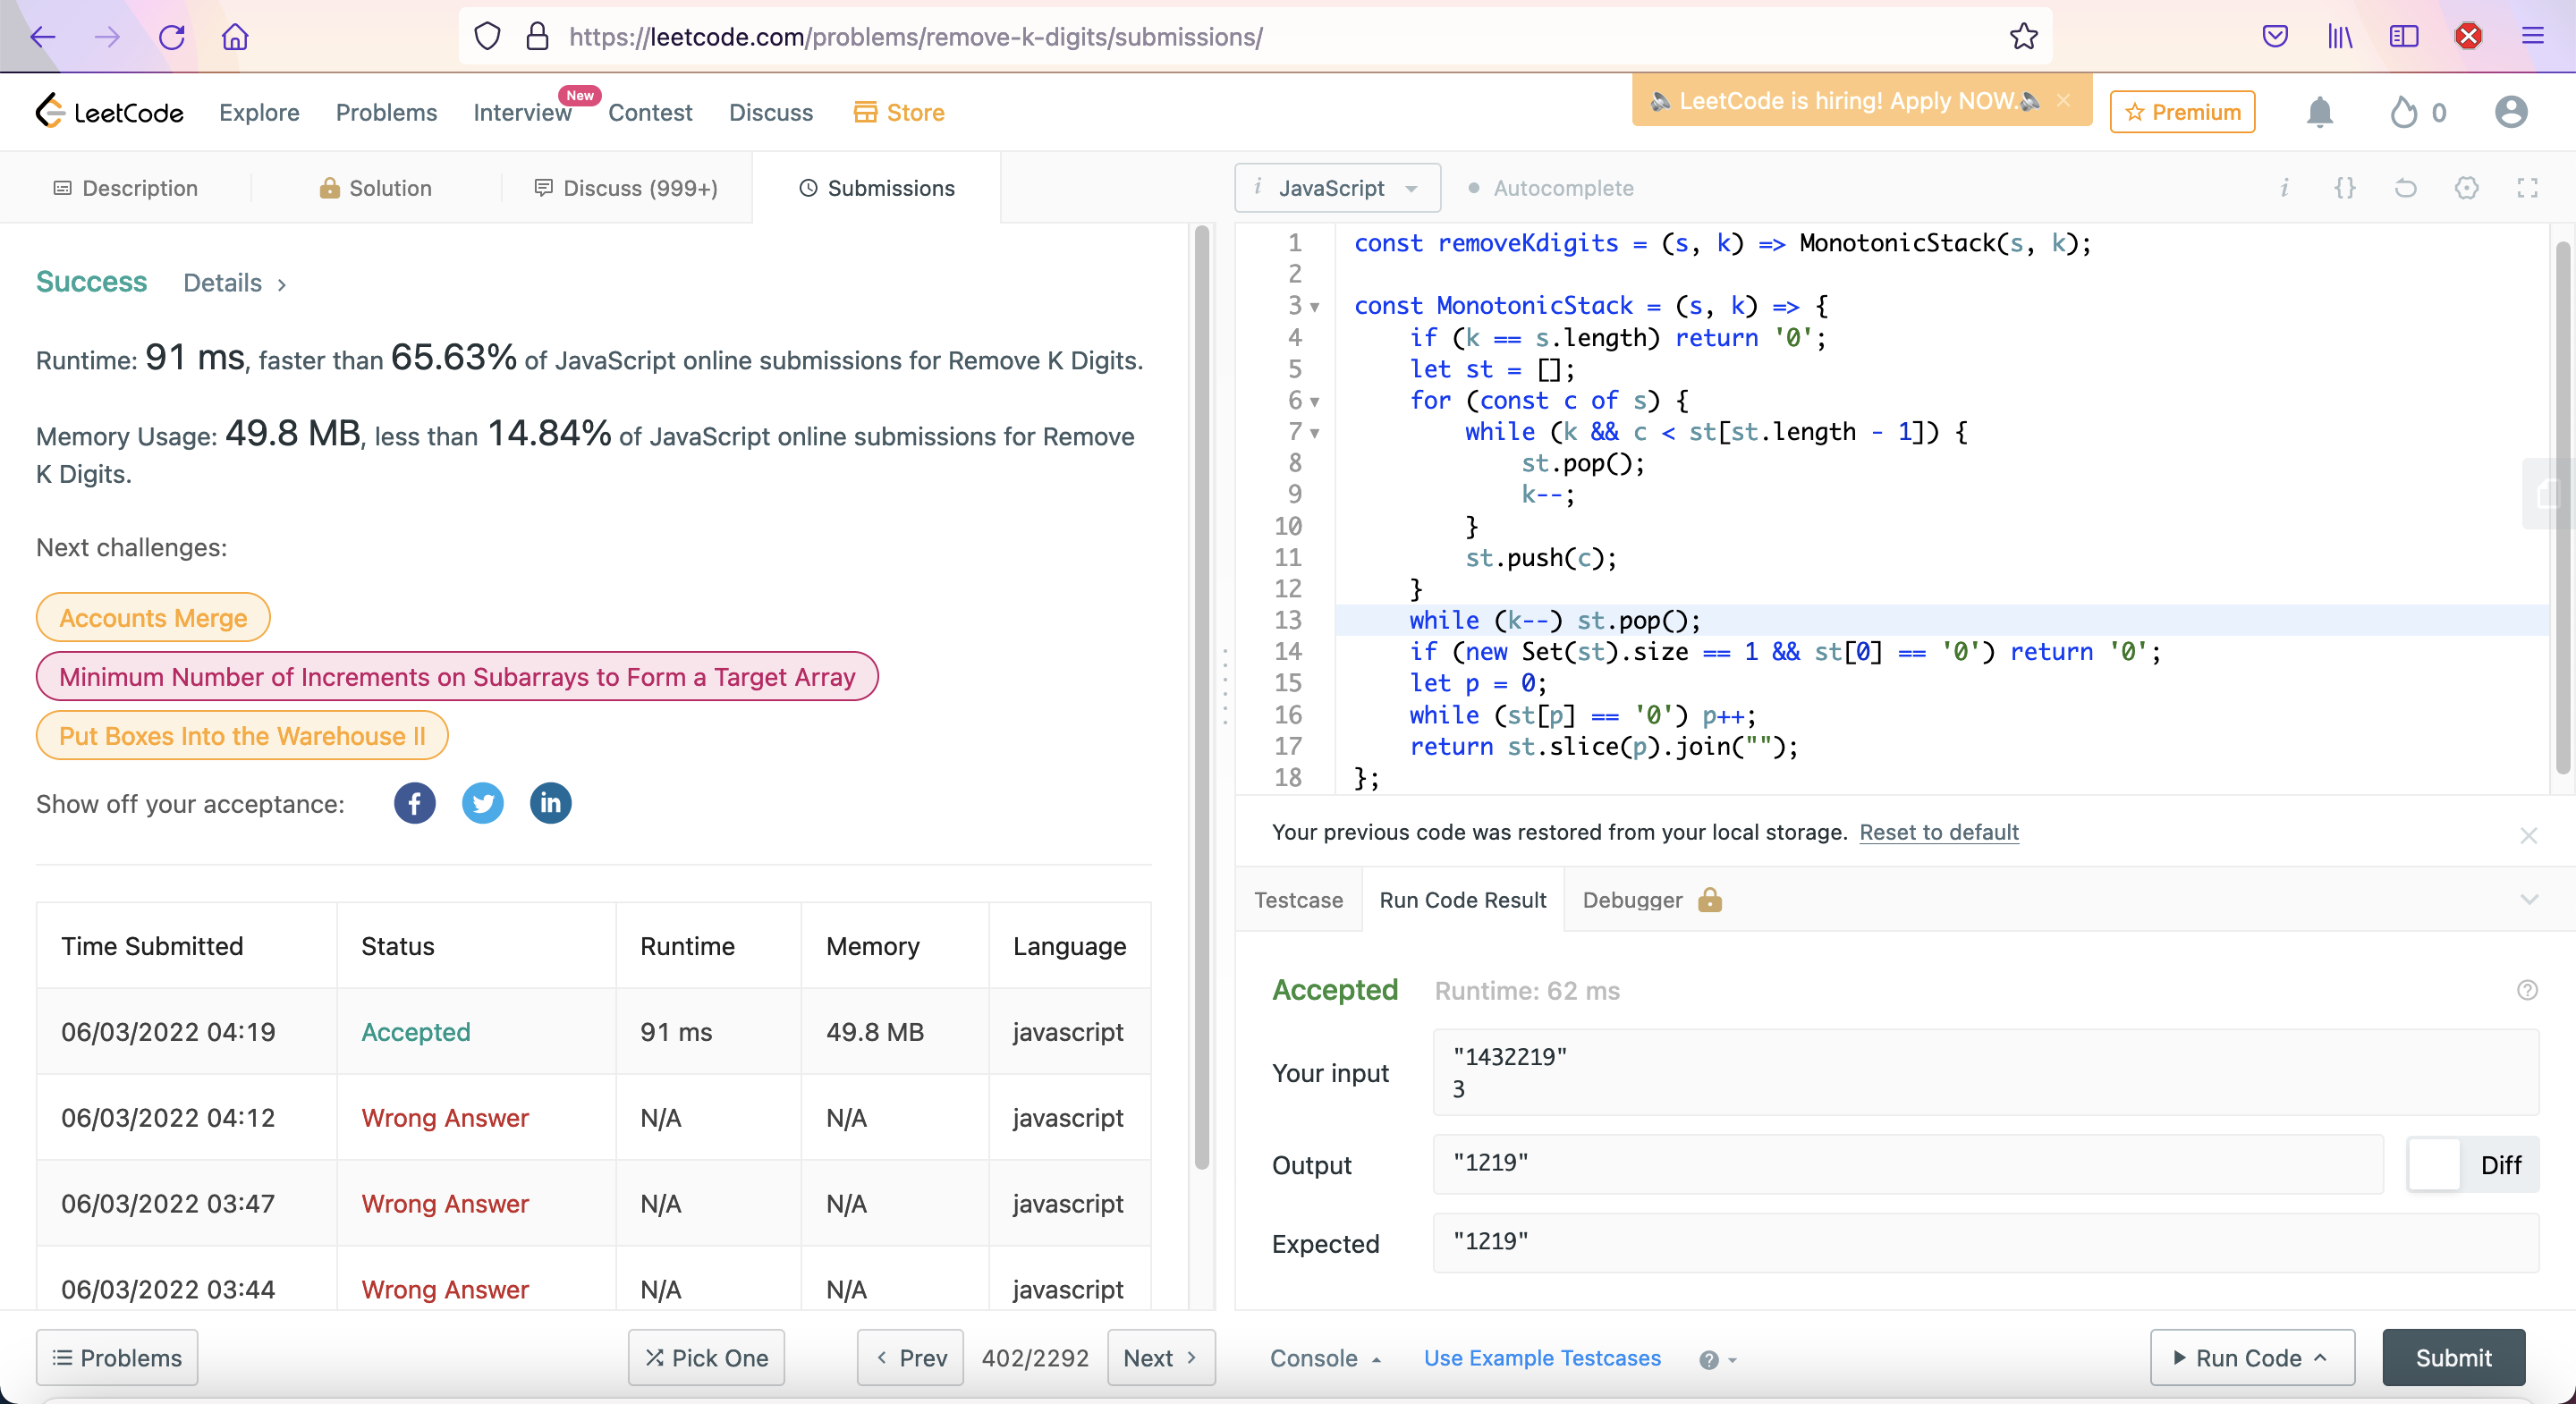 https://leetcode.com/problems/remove-k-digits/submissions/
LeetCode Explore Problems Interview New Contest Discuss Store
LeetCode is hiring! Apply NOW. × Premium 0
Description Solution Discuss (999+) Submissions
Success Details >
Runtime: 91 ms, faster than 65.63% of JavaScript online submissions for Remove K Digits.
Memory Usage: 49.8 MB, less than 14.84% of JavaScript online submissions for Remove
K Digits.
Next challenges:
Accounts Merge
Minimum Number of Increments on Subarrays to Form a Target Array
Put Boxes Into the Warehouse II
Show off your acceptance:
Time Submitted Status Runtime Memory Language
06/03/2022 04:19 Accepted 91 ms 49.8 MB javascript
06/03/2022 04:12 Wrong Answer N/A N/A javascript
06/03/2022 03:47 Wrong Answer N/A N/A javascript
06/03/2022 03:44 Wrong Answer N/A N/A javascript
Problems Pick One < Prev 402/2292 Next >
i JavaScript Autocomplete i {}
1 const removeKdigits = (s, k) => MonotonicStack(s, k);
2
3 const MonotonicStack = (s, k) => {
4 if (k == s.length) return '0';
5 let st = [];
6 for (const c of s) {
7 while (k && c < st[st.length - 1]) {
8 st.pop();
9 k--;
10 }
11 st.push(c);
12 }
13 while (k--) st.pop();
14 if (new Set(st).size == 1 && st[0] == '0') return '0';
15 let p = 0;
16 while (st[p] == '0') p++;
17 return st.slice(p).join("");
18 };
Your previous code was restored from your local storage. Reset to default
Testcase Run Code Result Debugger
Accepted Runtime: 62 ms
Your input "1432219"
3
Output "1219" Diff
Expected "1219"
Console Use Example Testcases Run Code Submit